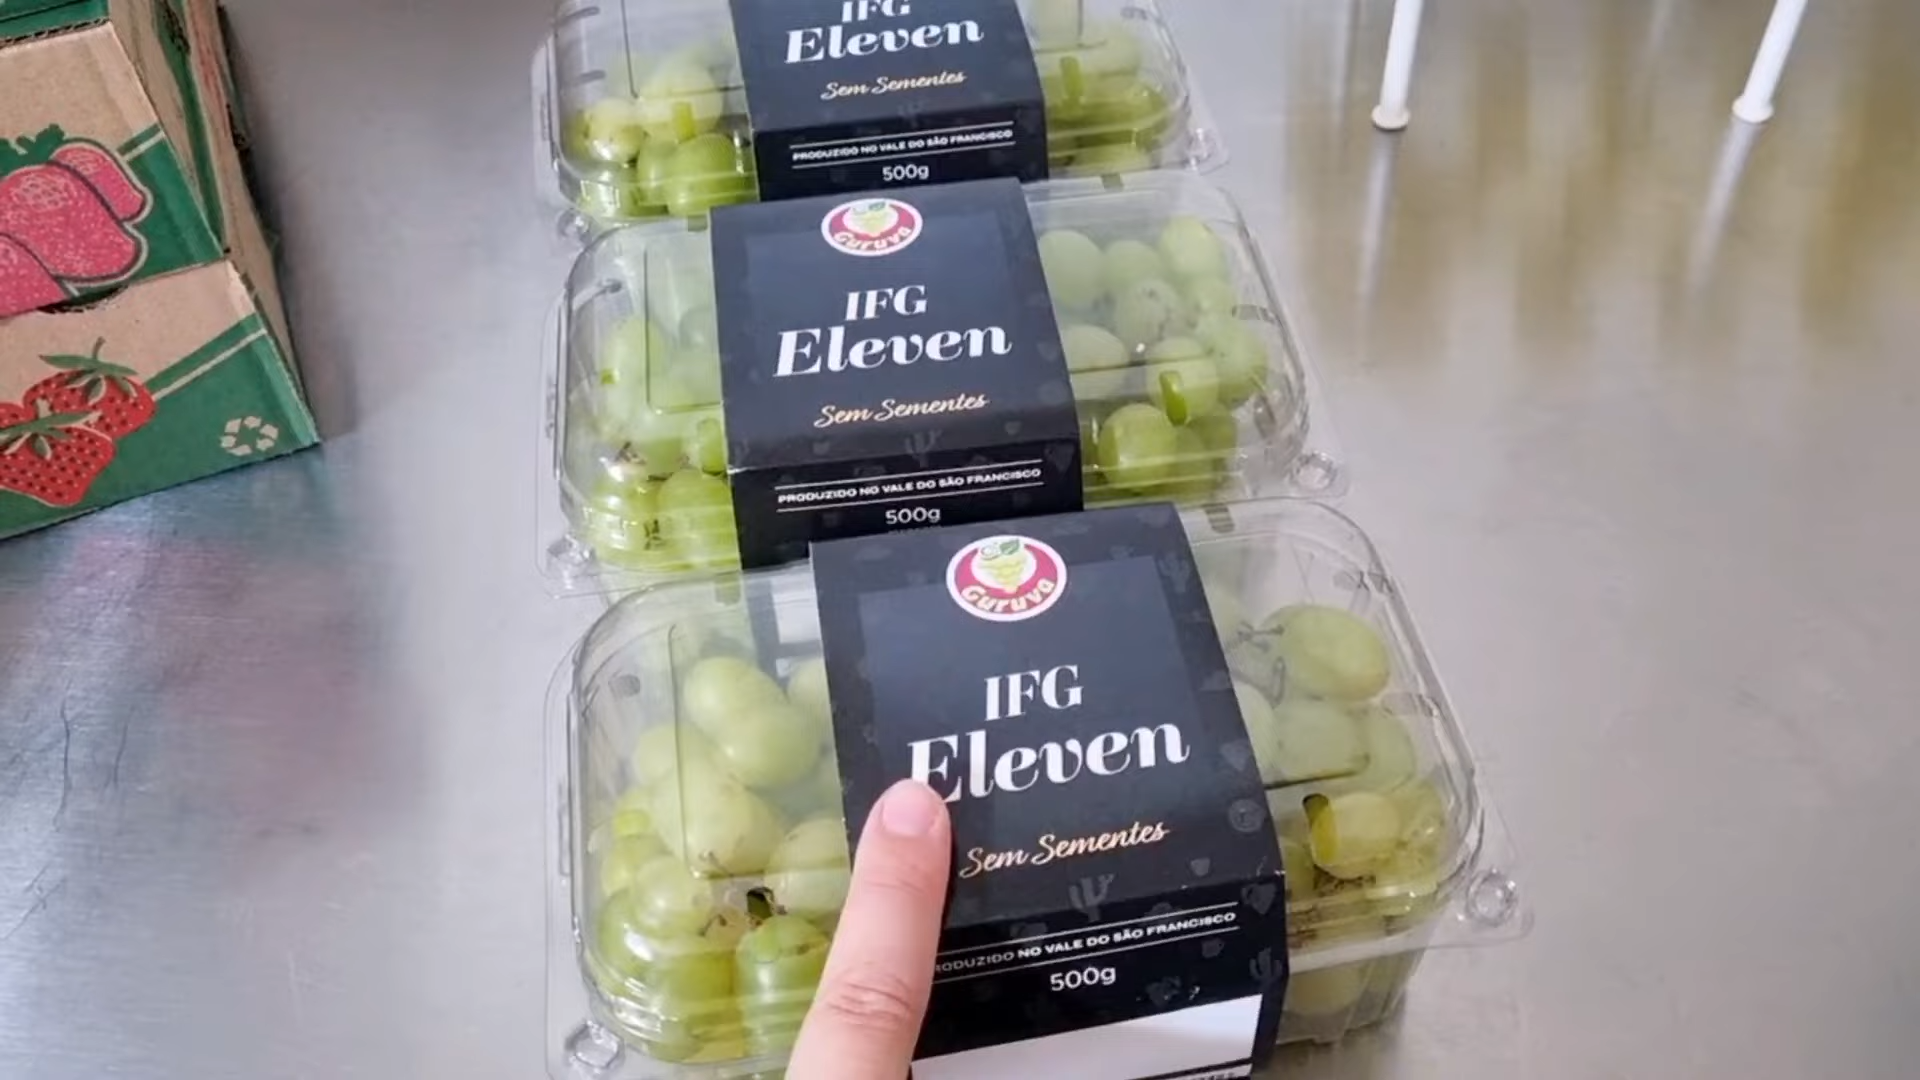 IFG
Eleven
Sem Sementes
PRODUZIDO NO VALE DO SÃO FRANCISCO
500g
Guruva
IFG
Eleven
Sem Sementes
PRODUZIDO NO VALE DO SÃO FRANCISCO
500g
Guruva
IFG
Eleven
Sem Sementes
RODUZIDO NO VALE DO SÃO FRANCISCO
500g